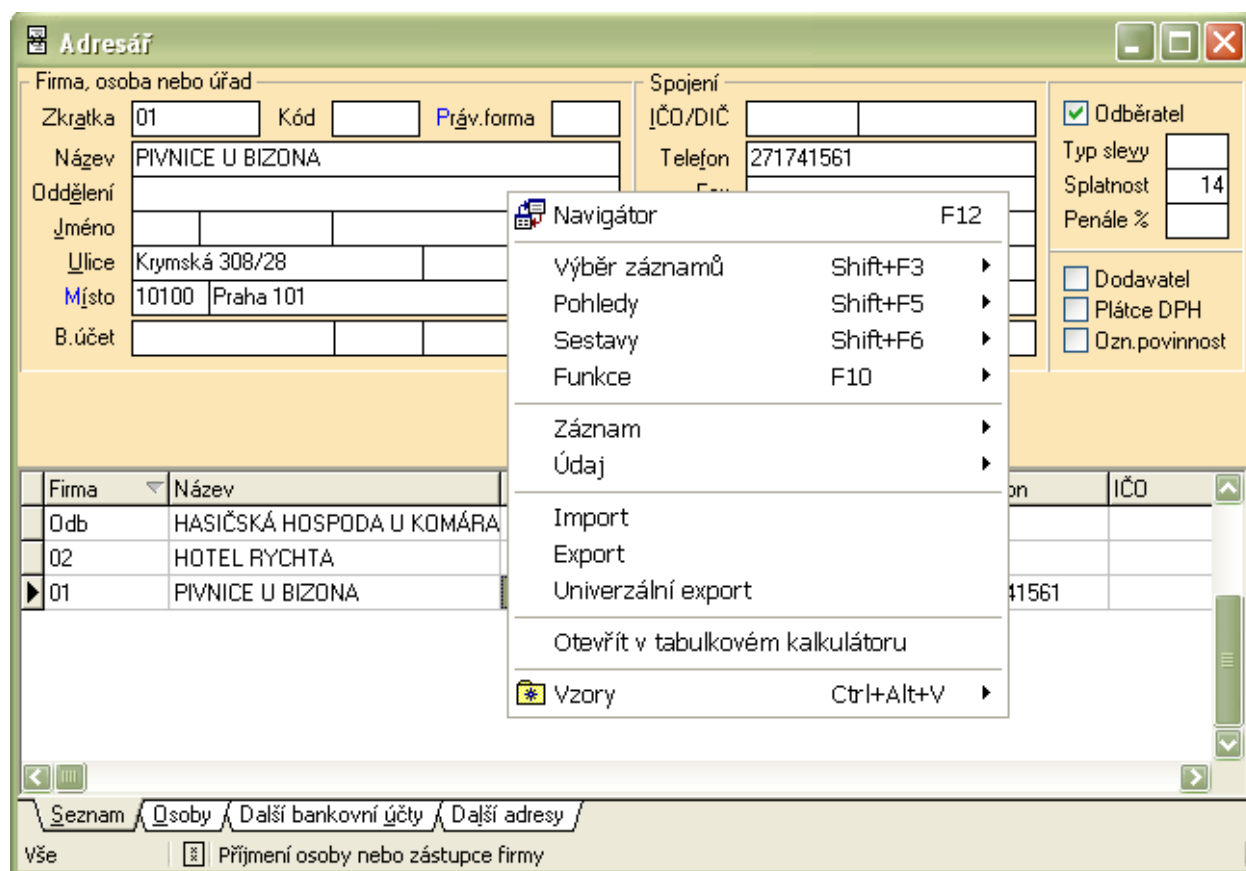 Adresář
Firma, osoba nebo úřad Spojení
Zkratka 01 Kód Práv.forma IČO/DIČ Odběratel
Název PIVNICE U BIZONA Telefon 271741561 Typ slevy
Oddělení Splatnost 14
Jméno Penále %
Ulice Krymská 308/28
Místo 10100 Praha 101 Dodavatel
Plátce DPH
B.účet Ozn.povinnost
Navigátor F12
Výběr záznamů Shift+F3
Pohledy Shift+F5
Sestavy Shift+F6
Funkce F10
Záznam
Údaj
Import
Export
Univerzální export
Otevřít v tabulkovém kalkulátoru
Vzory Ctrl+Alt+V
Firma Název on IČO
Odb HASIČSKÁ HOSPODA U KOMÁRA
02 HOTEL RYCHTA
01 PIVNICE U BIZONA 41561
Seznam Osoby Další bankovní účty Další adresy
Vše Příjmení osoby nebo zástupce firmy